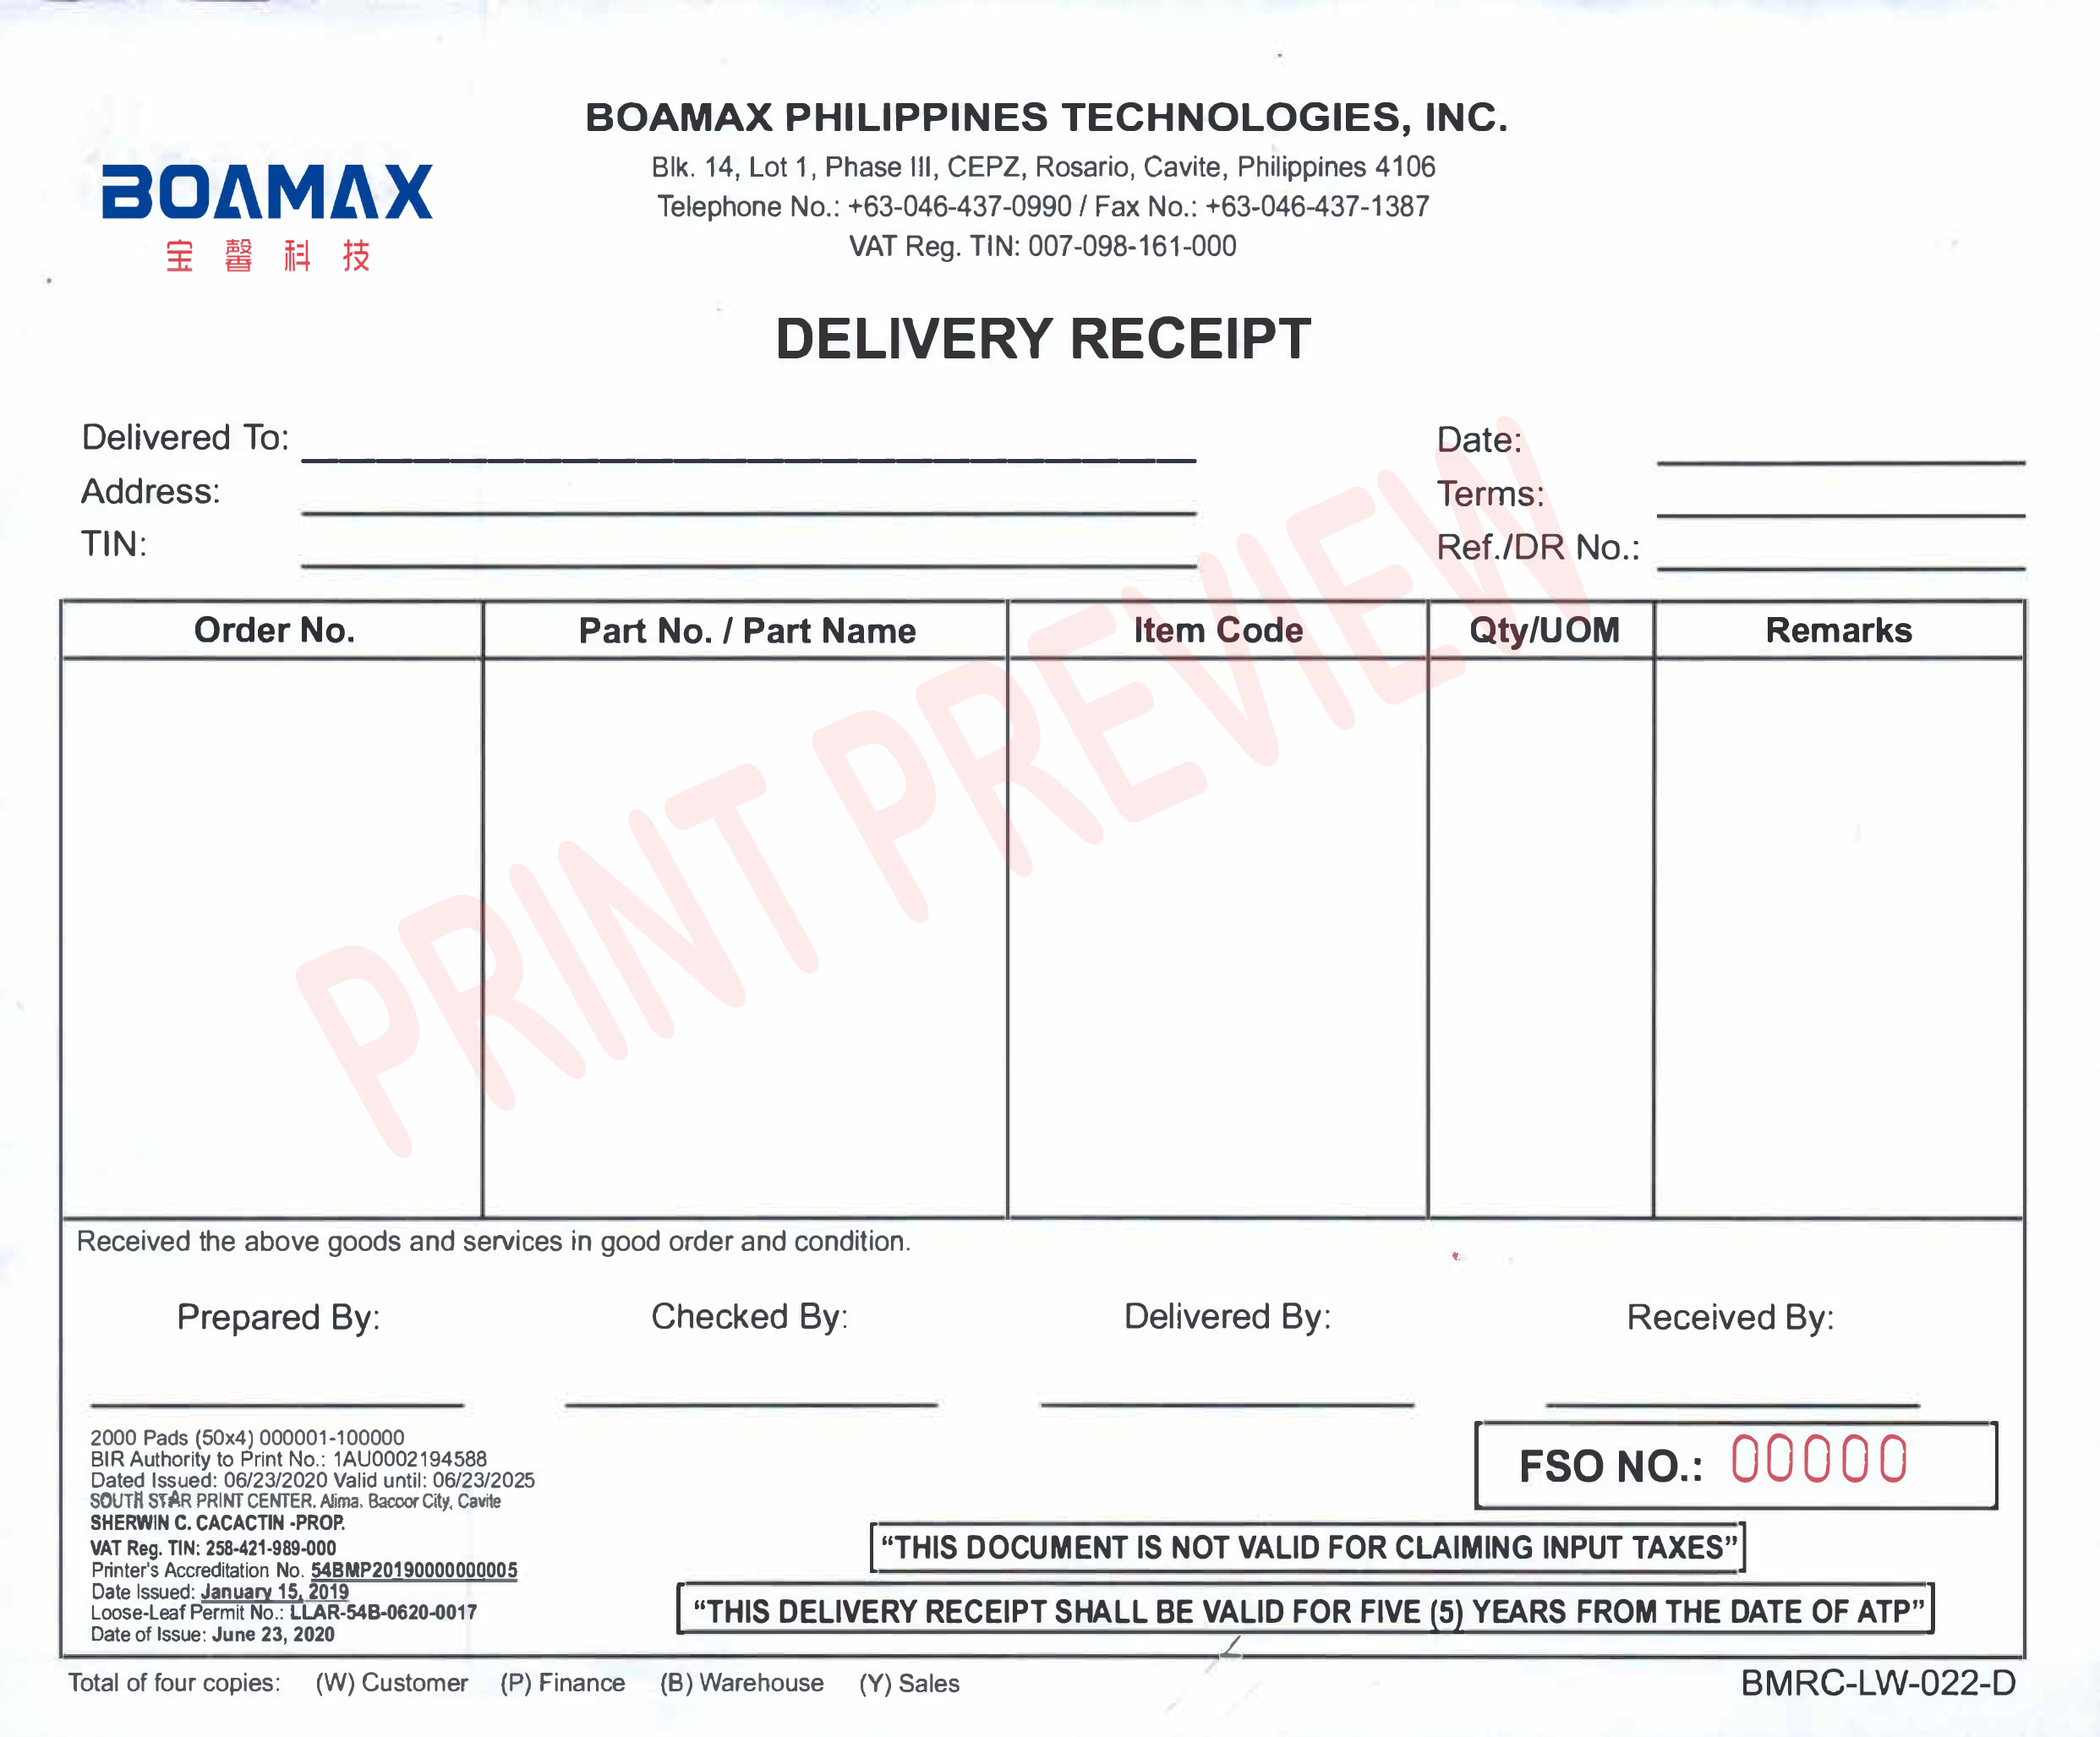 BOAMAX PHILIPPINES TECHNOLOGIES, INC.
Blk. 14, Lot 1, Phase III, CEPZ, Rosario, Cavite, Philippines 4106
Telephone No.: +63-046-437-0990 / Fax No.: +63-046-437-1387
VAT Reg. TIN: 007-098-161-000
BOAMAX
宝馨科技
DELIVERY RECEIPT
Delivered To:
Date:
Address:
Terms:
TIN:
Ref./DR No.:
Order No. Part No. / Part Name Item Code Qty/UOM Remarks
PRINT PREVIEW
Received the above goods and services in good order and condition.
Prepared By: Checked By: Delivered By: Received By:
2000 Pads (50x4) 000001-100000
BIR Authority to Print No.: 1AU0002194588
Dated Issued: 06/23/2020 Valid until: 06/23/2025
SOUTH STAR PRINT CENTER. Alima, Bacoor City, Cavite
SHERWIN C. CACACTIN -PROP.
VAT Reg. TIN: 258-421-989-000
Printer's Accreditation No. 54BMP20190000000005
Date Issued: January 15, 2019
Loose-Leaf Permit No.: LLAR-54B-0620-0017
Date of Issue: June 23, 2020
FSO NO.: 00000
“THIS DOCUMENT IS NOT VALID FOR CLAIMING INPUT TAXES”
“THIS DELIVERY RECEIPT SHALL BE VALID FOR FIVE (5) YEARS FROM THE DATE OF ATP”
Total of four copies: (W) Customer (P) Finance (B) Warehouse (Y) Sales
BMRC-LW-022-D